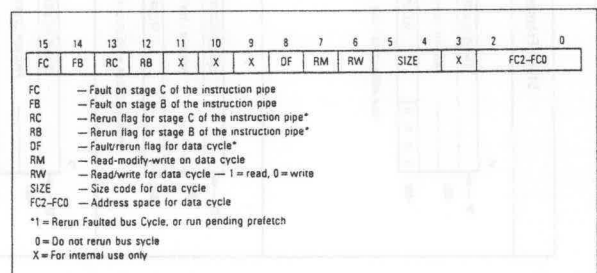 15 14 13 12 11 10 9 8 7 6 5 4 3 2 0
FC FB RC RB X X X DF RM RW SIZE X FC2–FC0
FC — Fault on stage C of the instruction pipe
FB — Fault on stage B of the instruction pipe
RC — Rerun flag for stage C of the instruction pipe*
RB — Rerun flag for stage B of the instruction pipe*
DF — Fault/rerun flag for data cycle*
RM — Read-modify-write on data cycle
RW — Read/write for data cycle — 1 = read, 0 = write
SIZE — Size code for data cycle
FC2–FC0 — Address space for data cycle
*1 = Rerun Faulted bus Cycle, or run pending prefetch
0 = Do not rerun bus sycle
X = For internal use only